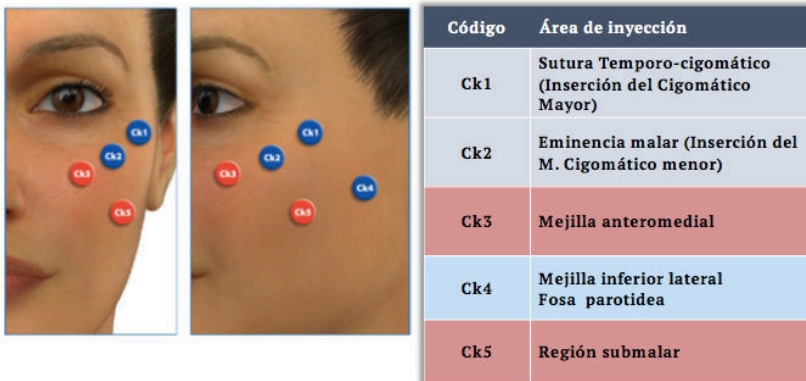 Ck1
Ck2
Ck3
Ck5
Ck1
Ck2
Ck3
Ck4
Ck5
Código Área de inyección
Ck1 Sutura Temporo-cigomático
(Inserción del Cigomático
Mayor)
Ck2 Eminencia malar (Inserción del
M. Cigomático menor)
Ck3 Mejilla anteromedial
Ck4 Mejilla inferior lateral
Fosa parotidea
Ck5 Región submalar